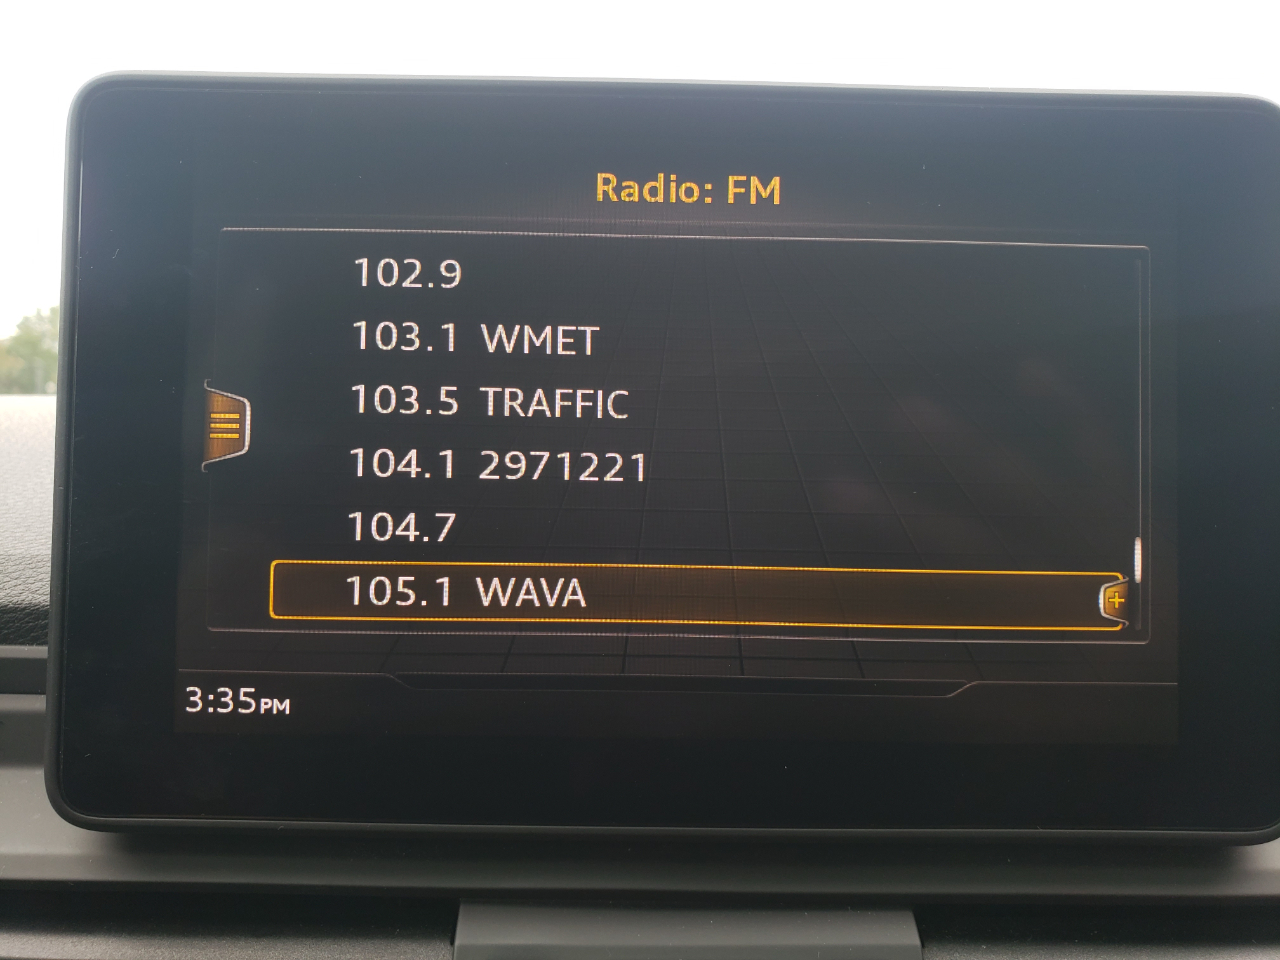 Radio: FM
102.9
103.1 WMET
103.5 TRAFFIC
104.1 2971221
104.7
105.1 WAVA
3:35PM